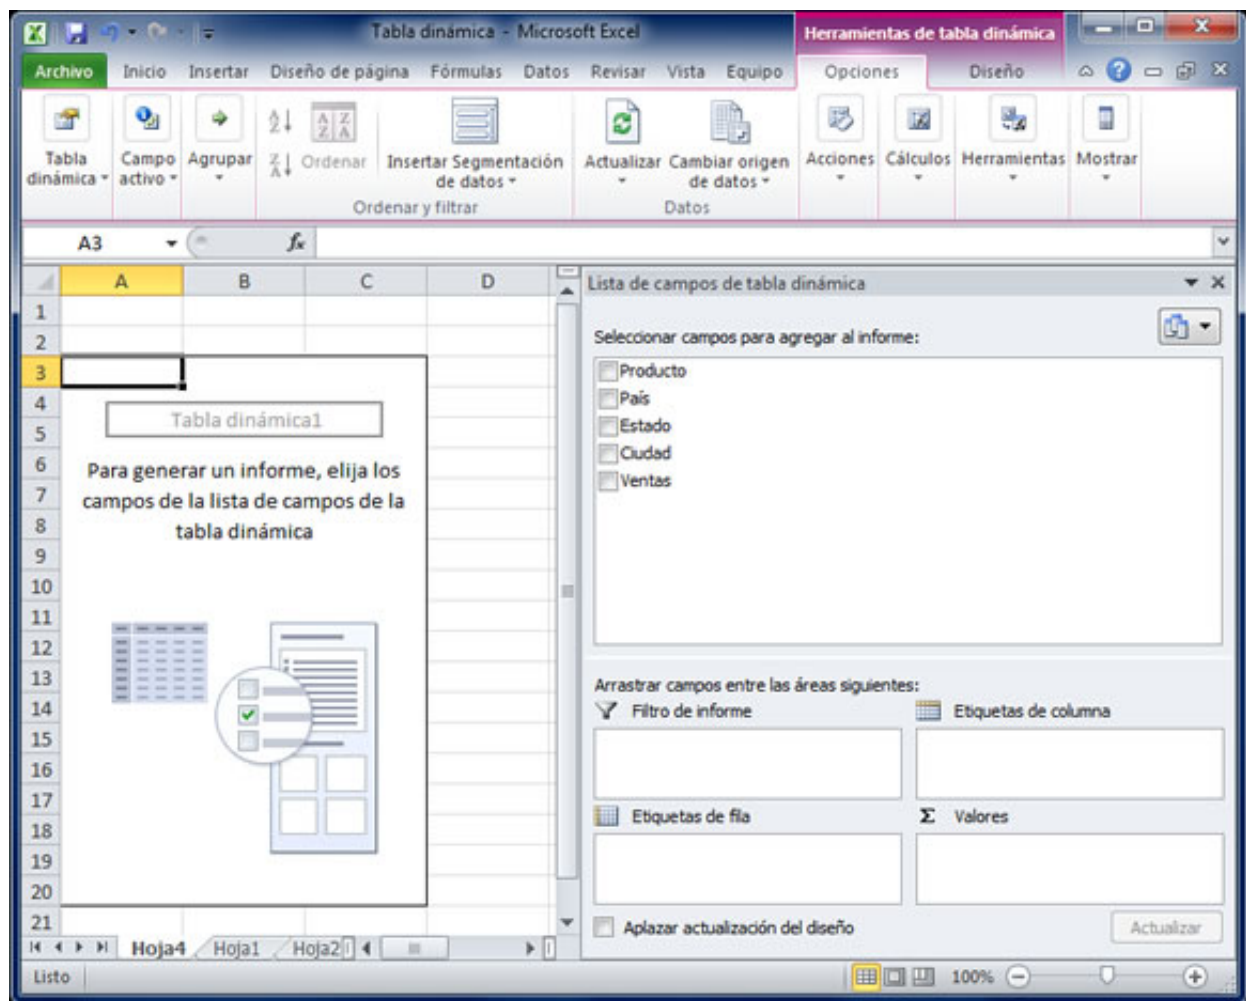 Tabla dinámica - Microsoft Excel
Herramientas de tabla dinámica
Archivo Inicio Insertar Diseño de página Fórmulas Datos Revisar Vista Equipo Opciones Diseño
Tabla dinámica
Campo activo
Agrupar
Ordenar
Insertar Segmentación de datos
Actualizar
Cambiar origen de datos
Acciones
Cálculos
Herramientas
Mostrar
Ordenar y filtrar
Datos
A3
fx
A B C D
1
2
3
4
5
6
7
8
9
10
11
12
13
14
15
16
17
18
19
20
21
Tabla dinámica1
Para generar un informe, elija los
campos de la lista de campos de la
tabla dinámica
Lista de campos de tabla dinámica
Seleccionar campos para agregar al informe:
Producto
País
Estado
Ciudad
Ventas
Arrastrar campos entre las áreas siguientes:
Filtro de informe
Etiquetas de columna
Etiquetas de fila
Σ Valores
Aplazar actualización del diseño
Actualizar
Hoja4 Hoja1 Hoja2
Listo
100%